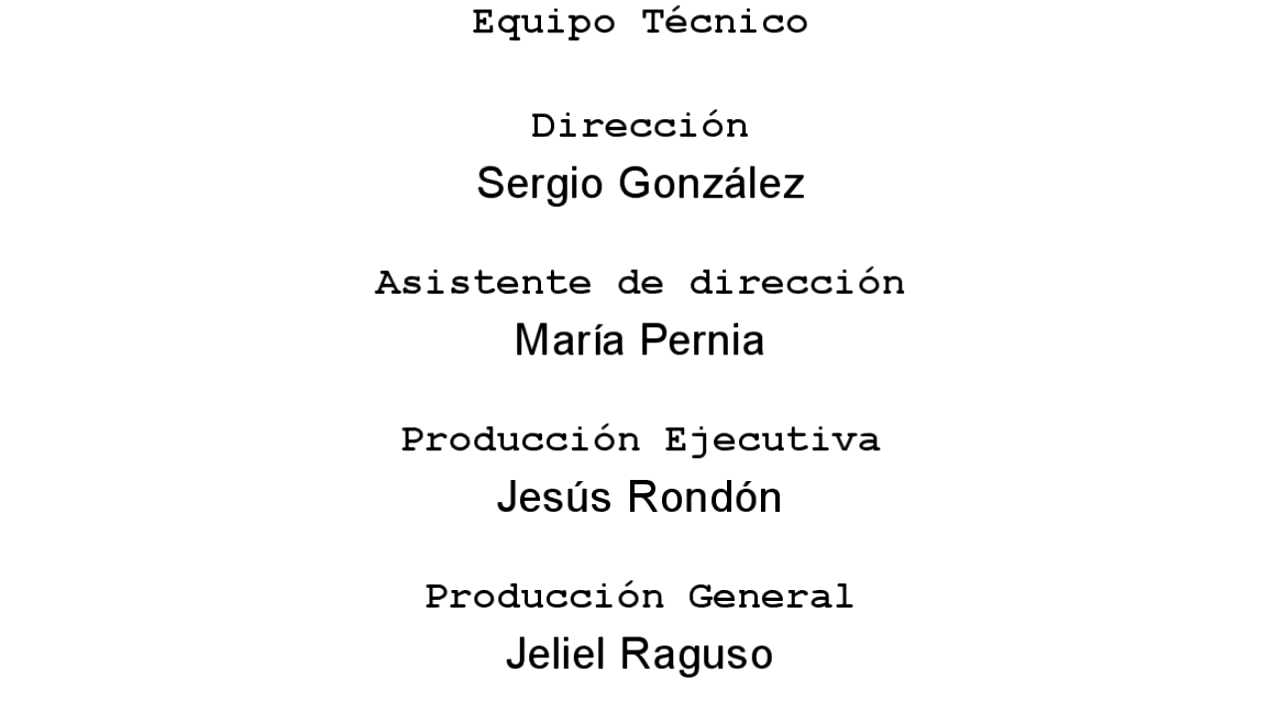 Equipo Técnico
Dirección
Sergio González
Asistente de dirección
María Pernia
Producción Ejecutiva
Jesús Rondón
Producción General
Jeliel Raguso